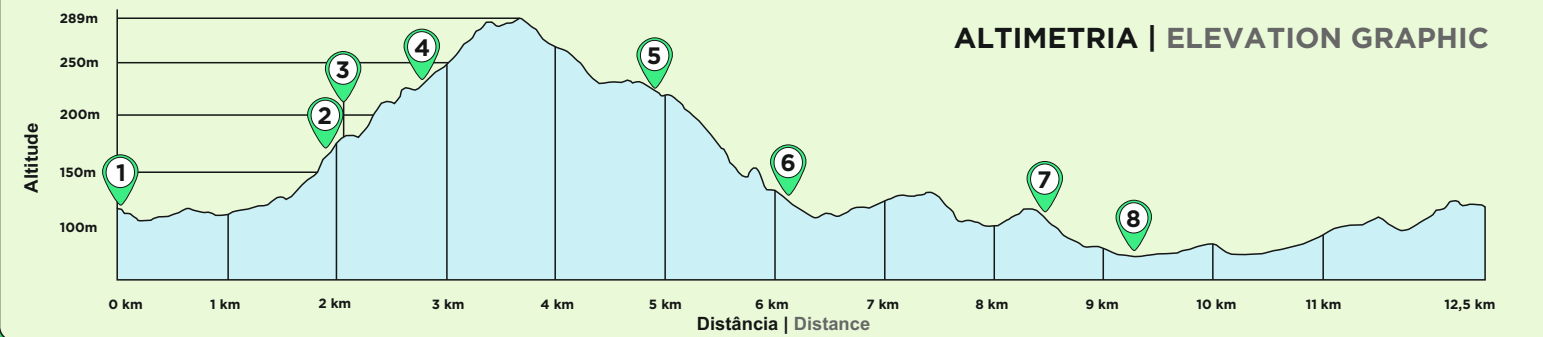 ALTIMETRIA | ELEVATION GRAPHIC
289m
250m
200m
150m
100m
Altitude
1
2
3
4
5
6
7
8
0 km 1 km 2 km 3 km 4 km 5 km 6 km 7 km 8 km 9 km 10 km 11 km 12,5 km
Distância | Distance